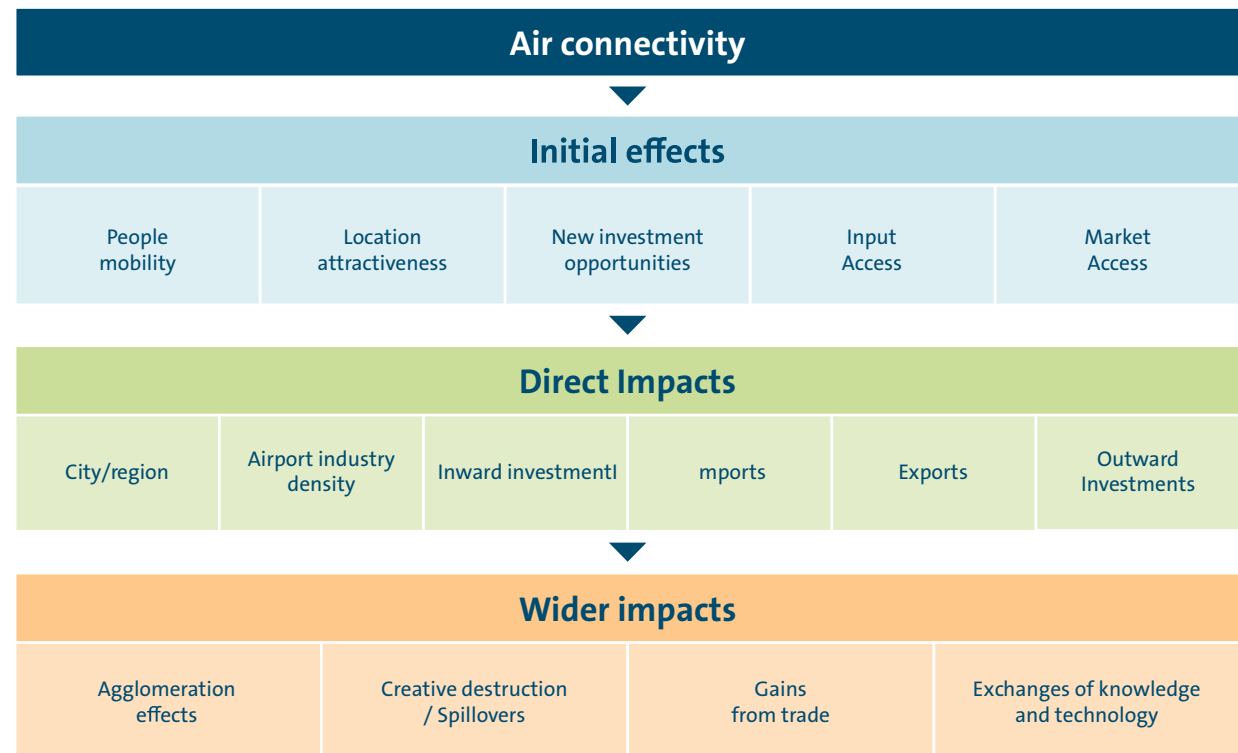 Air connectivity
Initial effects
People
mobility
Location
attractiveness
New investment
opportunities
Input
Access
Market
Access
Direct Impacts
City/region
Airport industry
density
Inward investmentI
mports
Exports
Outward
Investments
Wider impacts
Agglomeration
effects
Creative destruction
/ Spillovers
Gains
from trade
Exchanges of knowledge
and technology